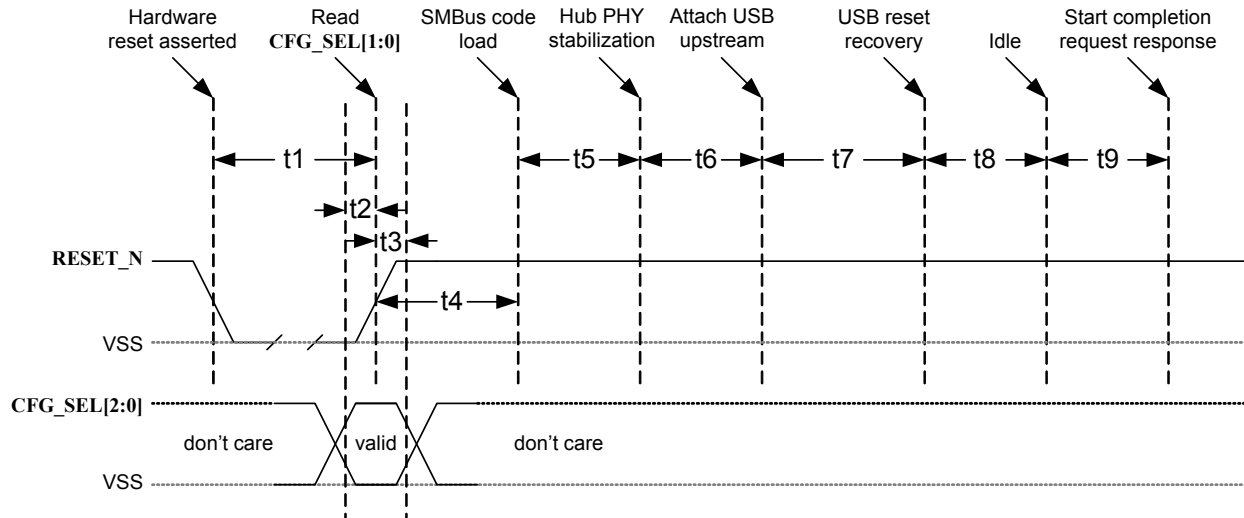 Hardware
reset asserted
Read
CFG_SEL[1:0]
SMBus code
load
Hub PHY
stabilization
Attach USB
upstream
USB reset
recovery
Idle
Start completion
request response
t1
t5
t6
t7
t8
t9
t2
t3
RESET_N
t4
VSS
CFG_SEL[2:0]
don't care
valid
don't care
VSS